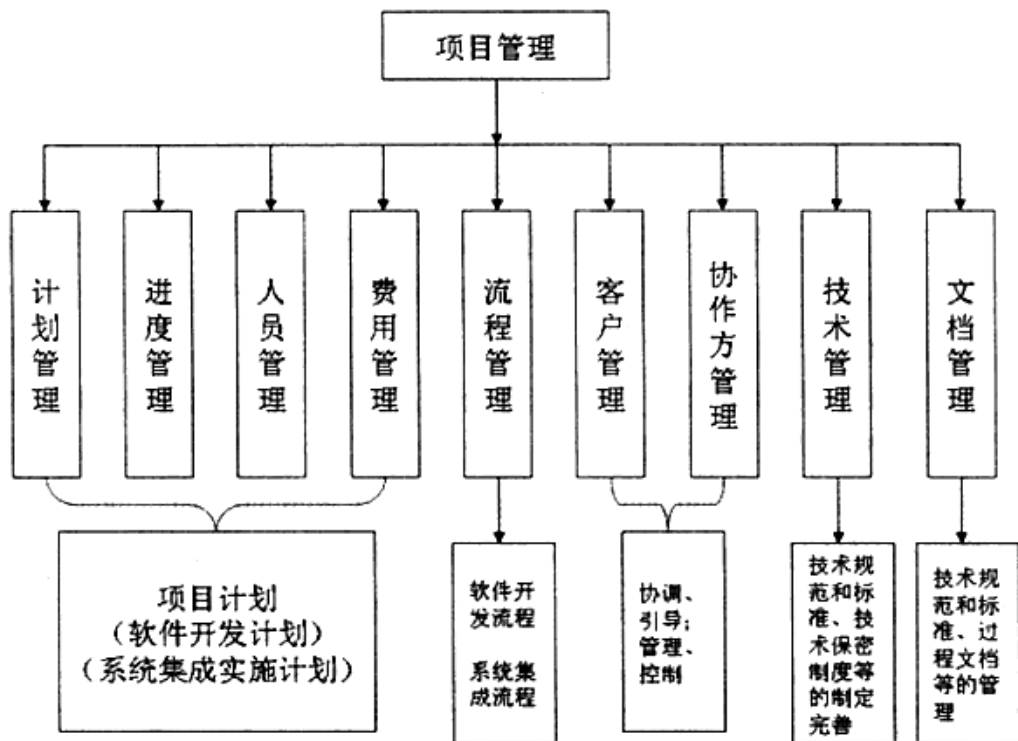 项目管理
计划管理
进度管理
人员管理
费用管理
流程管理
客户管理
协作方管理
技术管理
文档管理
项目计划
（软件开发计划）
（系统集成实施计划）
软件开
发流程
系统集
成流程
协调、
引导；
管理、
控制
技术规
范和标
准、技
术保密
制度等
的制定
完善
技术规
范和标
准、过
程文档
等的管
理